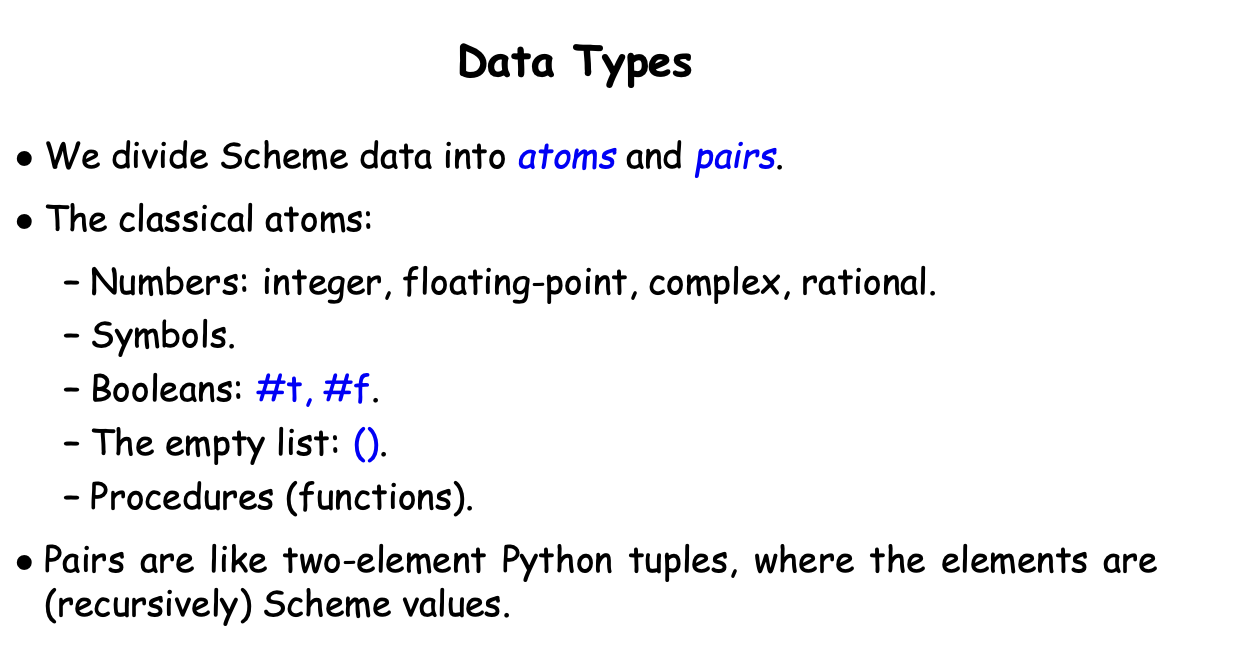 Data Types
• We divide Scheme data into atoms and pairs.
• The classical atoms:
– Numbers: integer, floating-point, complex, rational.
– Symbols.
– Booleans: #t, #f.
– The empty list: ().
– Procedures (functions).
• Pairs are like two-element Python tuples, where the elements are
(recursively) Scheme values.